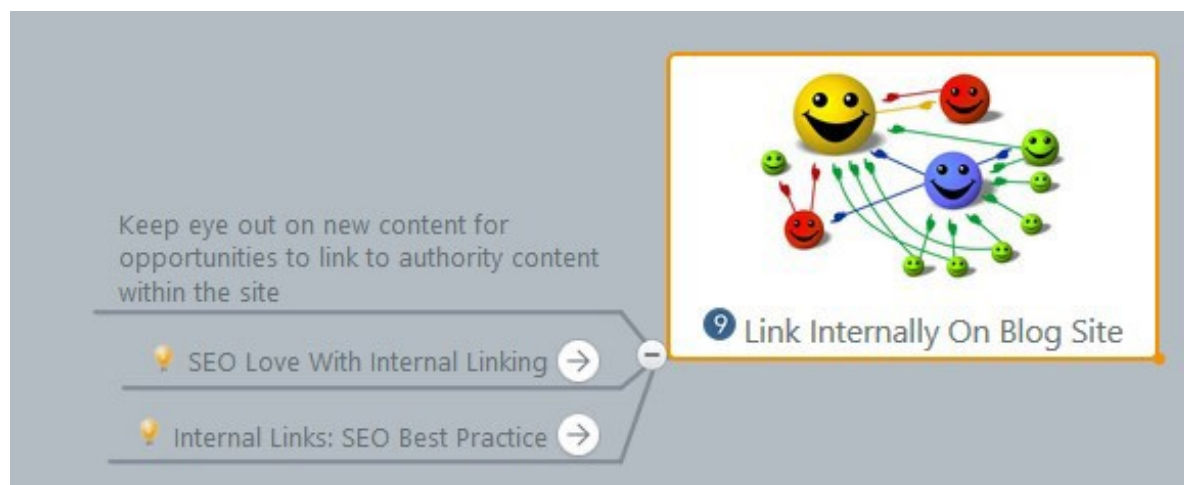 Keep eye out on new content for
opportunities to link to authority content
within the site
SEO Love With Internal Linking
Internal Links: SEO Best Practice
9 Link Internally On Blog Site